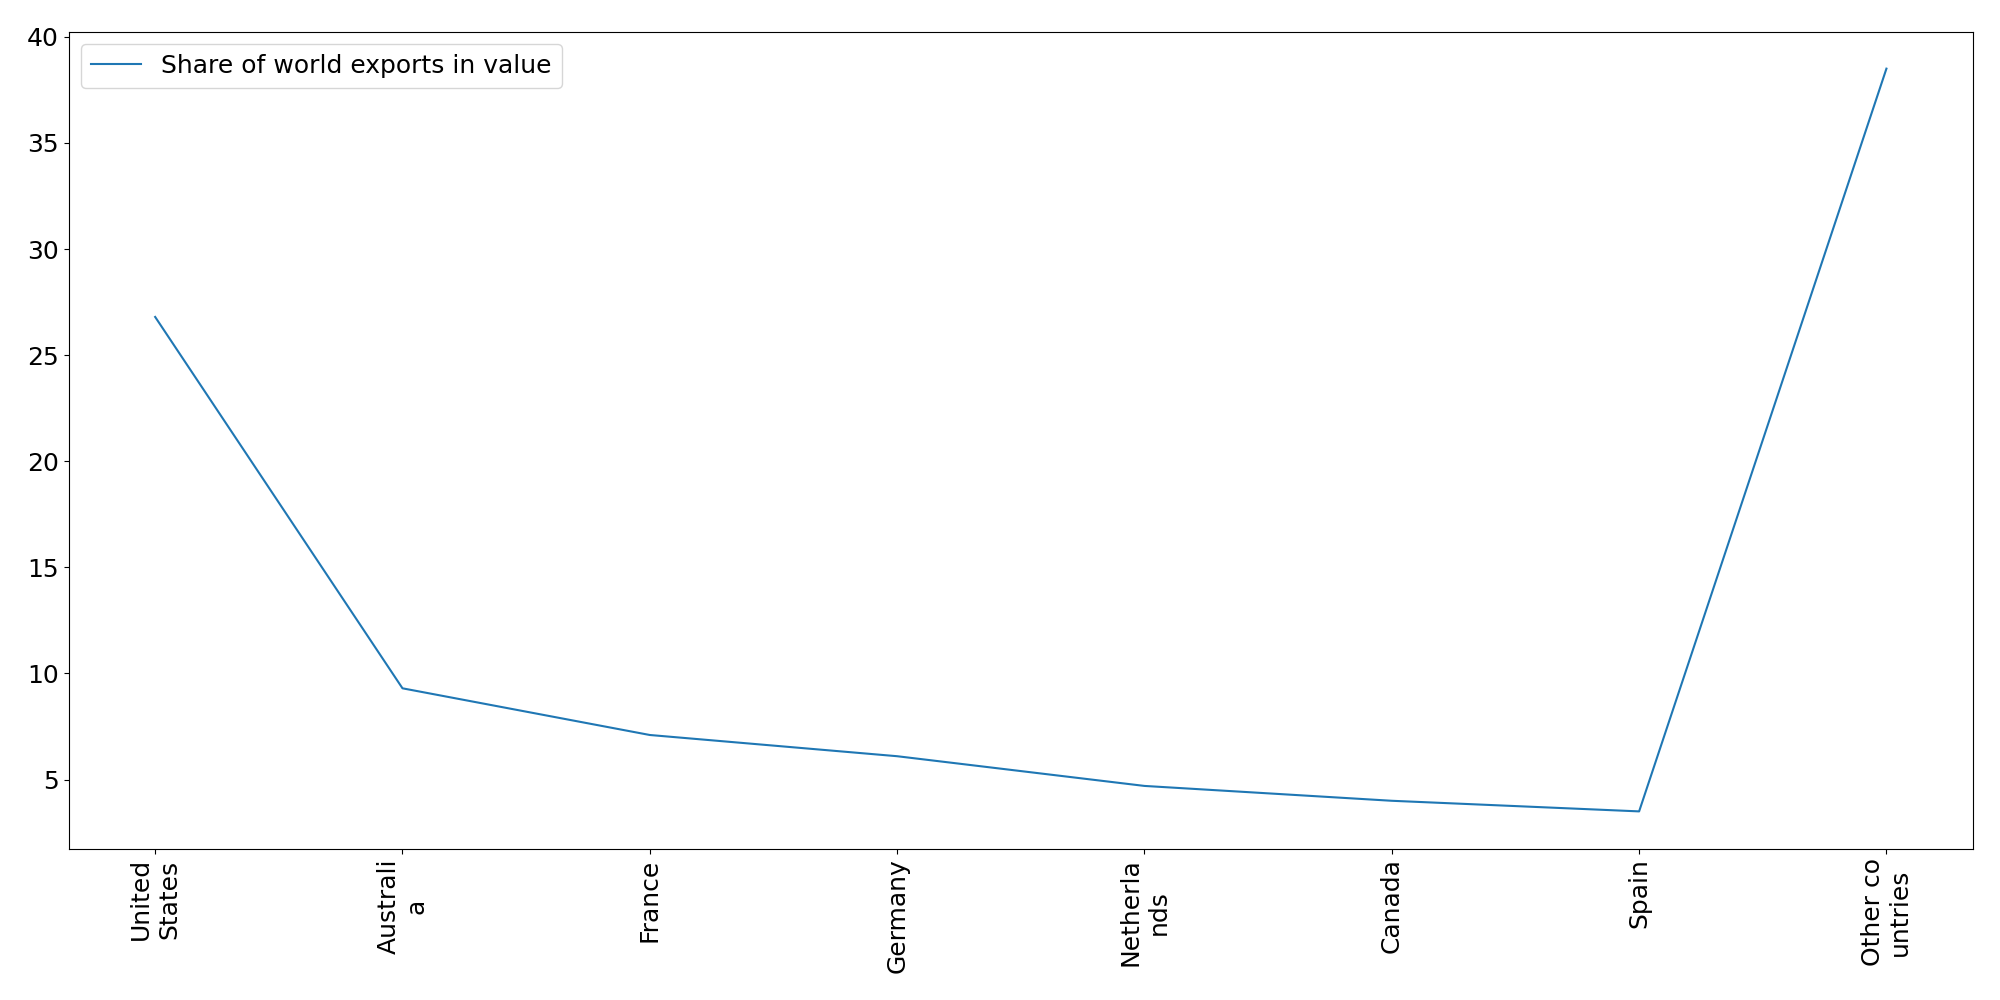 Share of world exports in value
40
35
30
25
20
15
10
5
United
States
Australi
a
France
Germany
Netherla
nds
Canada
Spain
Other co
untries